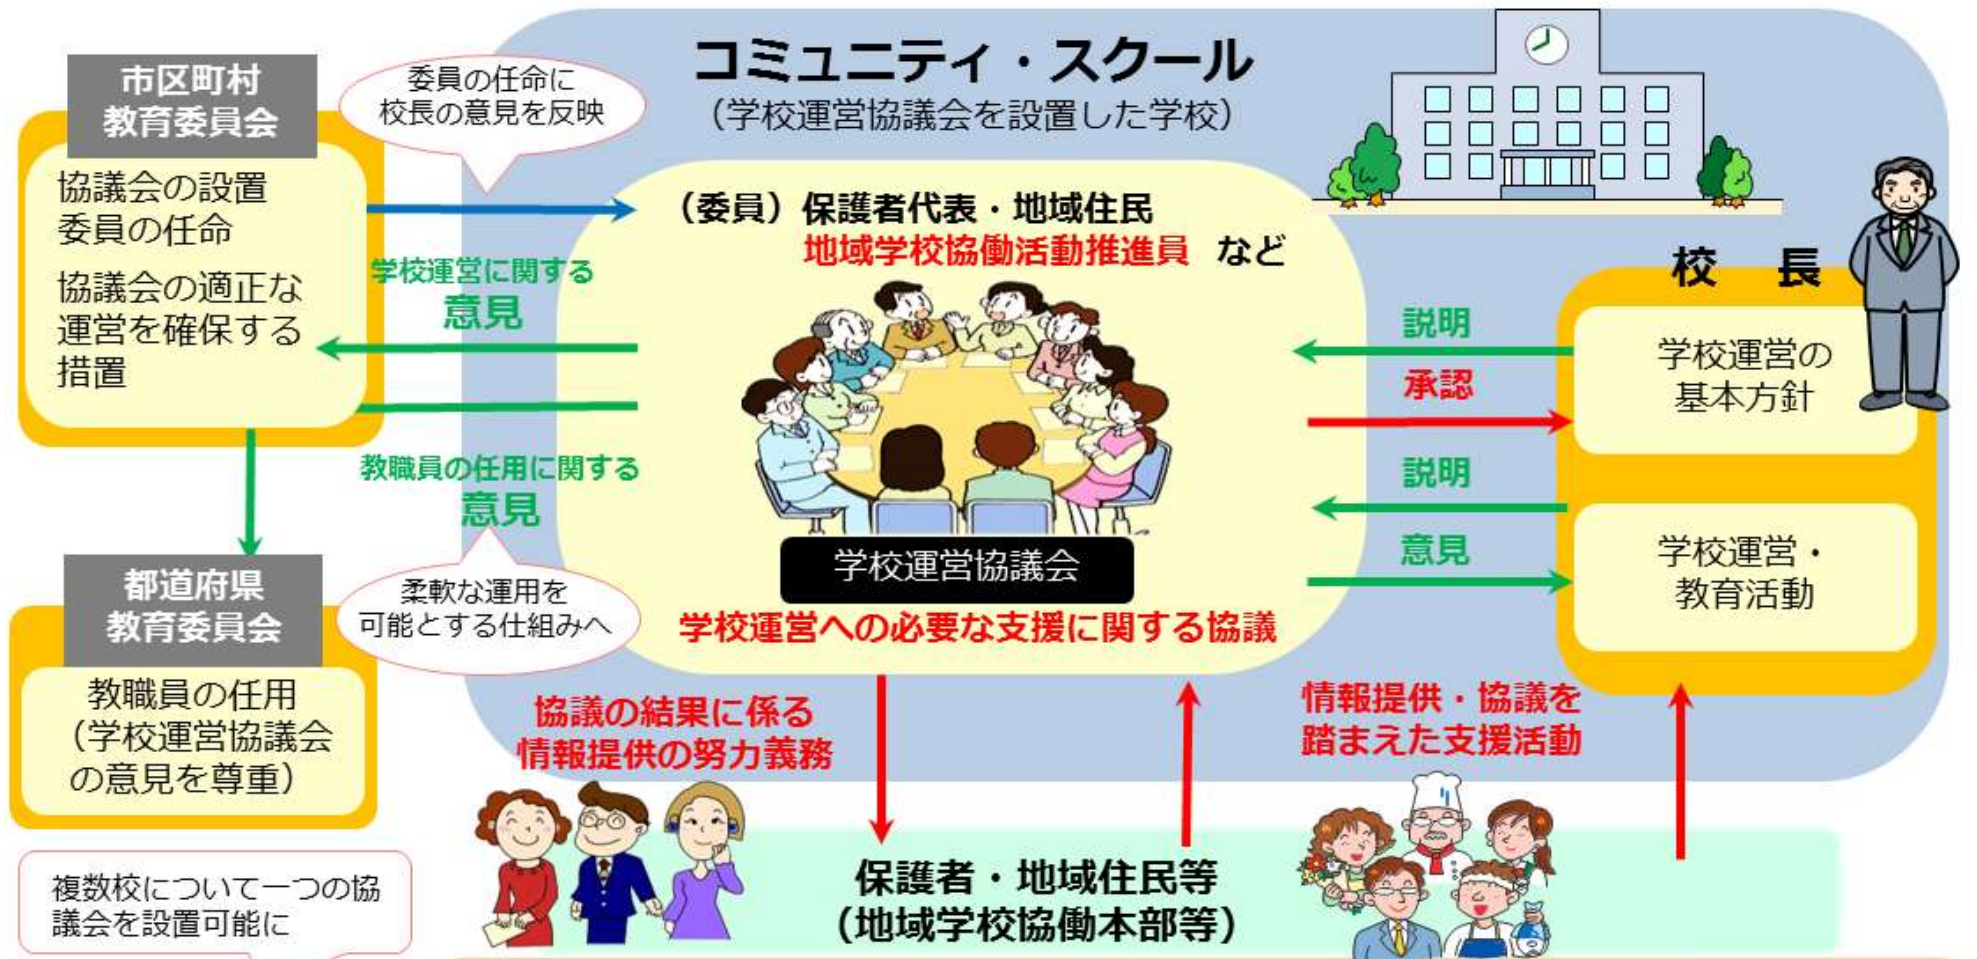 コミュニティ・スクール
（学校運営協議会を設置した学校）
市区町村
教育委員会
協議会の設置
委員の任命
協議会の適正な
運営を確保する
措置
委員の任命に
校長の意見を反映
学校運営に関する
意見
教職員の任用に関する
意見
柔軟な運用を
可能とする仕組みへ
都道府県
教育委員会
教職員の任用
（学校運営協議会
の意見を尊重）
複数校について一つの協
議会を設置可能に
（委員）保護者代表・地域住民
地域学校協働活動推進員 など
学校運営協議会
学校運営への必要な支援に関する協議
校 長
説明
承認
学校運営の
基本方針
説明
意見
学校運営・
教育活動
協議の結果に係る
情報提供の努力義務
情報提供・協議を
踏まえた支援活動
保護者・地域住民等
（地域学校協働本部等）